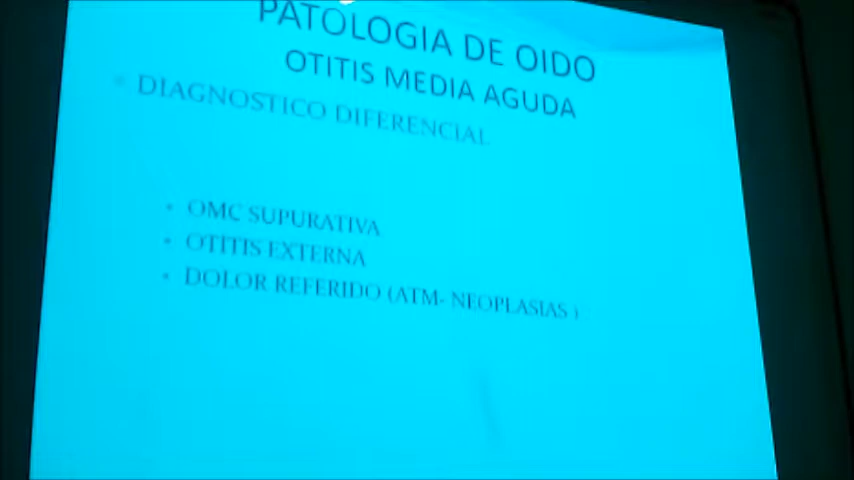 PATOLOGIA DE OIDO
OTITIS MEDIA AGUDA
DIAGNOSTICO DIFERENCIAL
OMC SUPURATIVA
OTITIS EXTERNA
DOLOR REFERIDO (ATM- NEOPLASIAS )